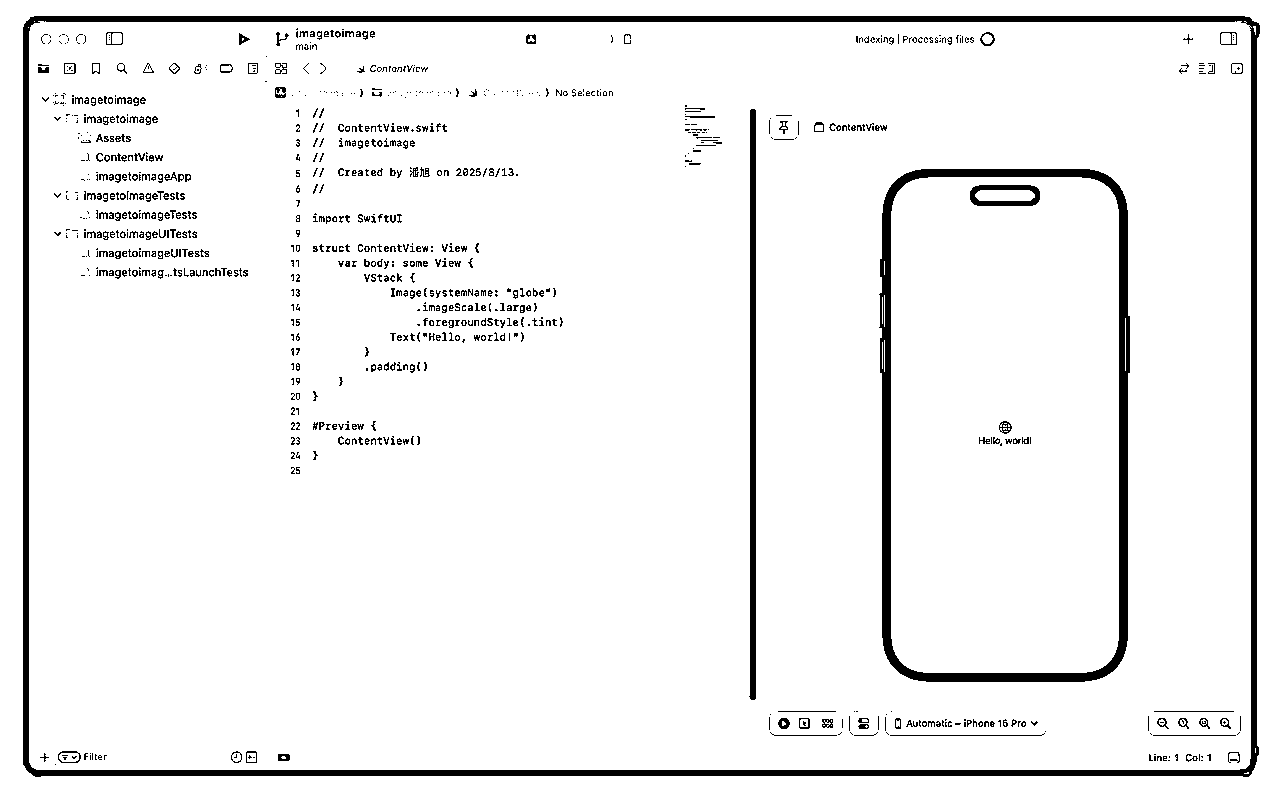 imagetoimage
main
Indexing | Processing files
ContentView
No Selection
imagetoimage
imagetoimage
Assets
ContentView
imagetoimageApp
imagetoimageTests
imagetoimageTests
imagetoimageUITests
imagetoimageUITests
imagetoimag...tsLaunchTests
1 //
2 //  ContentView.swift
3 //  imagetoimage
4 //
5 //  Created by 潘旭 on 2025/8/13.
6 //
7
8 import SwiftUI
9
10 struct ContentView: View {
11     var body: some View {
12         VStack {
13             Image(systemName: "globe")
14                 .imageScale(.large)
15                 .foregroundStyle(.tint)
16             Text("Hello, world!")
17         }
18         .padding()
19     }
20 }
21
22 #Preview {
23     ContentView()
24 }
25
ContentView
Hello, world!
Automatic – iPhone 16 Pro
Filter
Line: 1 Col: 1